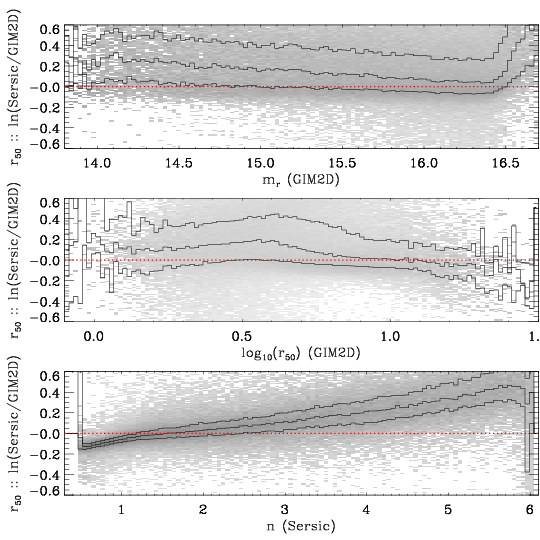 r50 :: ln(Sersic/GIM2D)
0.6
0.4
0.2
-0.0
-0.2
-0.4
-0.6
14.0 14.5 15.0 15.5 16.0 16.5
mr (GIM2D)
r50 :: ln(Sersic/GIM2D)
0.6
0.4
0.2
-0.0
-0.2
-0.4
-0.6
0.0 0.5 1.0 1.
log10(r50) (GIM2D)
r50 :: ln(Sersic/GIM2D)
0.6
0.4
0.2
-0.0
-0.2
-0.4
-0.6
1 2 3 4 5 6
n (Sersic)